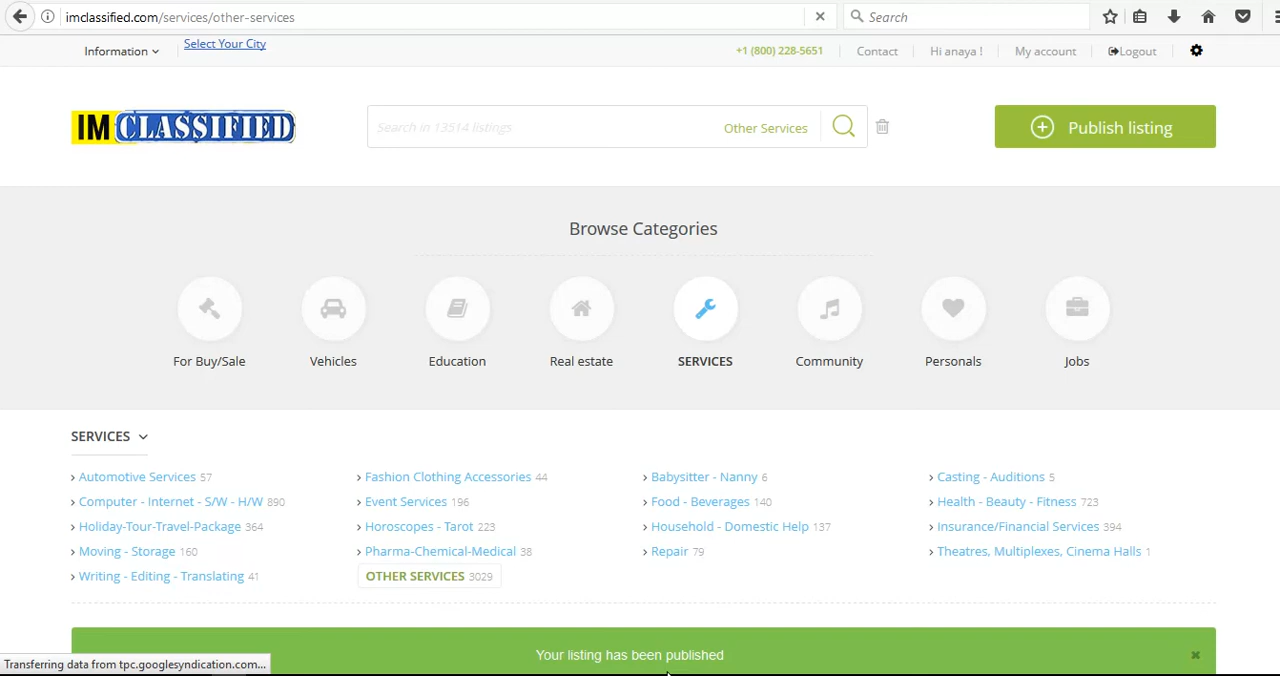 imclassified.com/services/other-services
Search
Information
Select Your City
+1 (800) 228-5651
Contact
Hi anaya !
My account
Logout
IM CLASSIFIED
Search in 13514 listings
Other Services
Publish listing
Browse Categories
For Buy/Sale
Vehicles
Education
Real estate
SERVICES
Community
Personals
Jobs
SERVICES
Automotive Services 57
Fashion Clothing Accessories 44
Babysitter - Nanny 6
Casting - Auditions 5
Computer - Internet - S/W - H/W 890
Event Services 196
Food - Beverages 140
Health - Beauty - Fitness 723
Holiday-Tour-Travel-Package 364
Horoscopes - Tarot 223
Household - Domestic Help 137
Insurance/Financial Services 394
Moving - Storage 160
Pharma-Chemical-Medical 38
Repair 79
Theatres, Multiplexes, Cinema Halls 1
Writing - Editing - Translating 41
OTHER SERVICES 3029
Your listing has been published
Transferring data from tpc.googlesyndication.com...